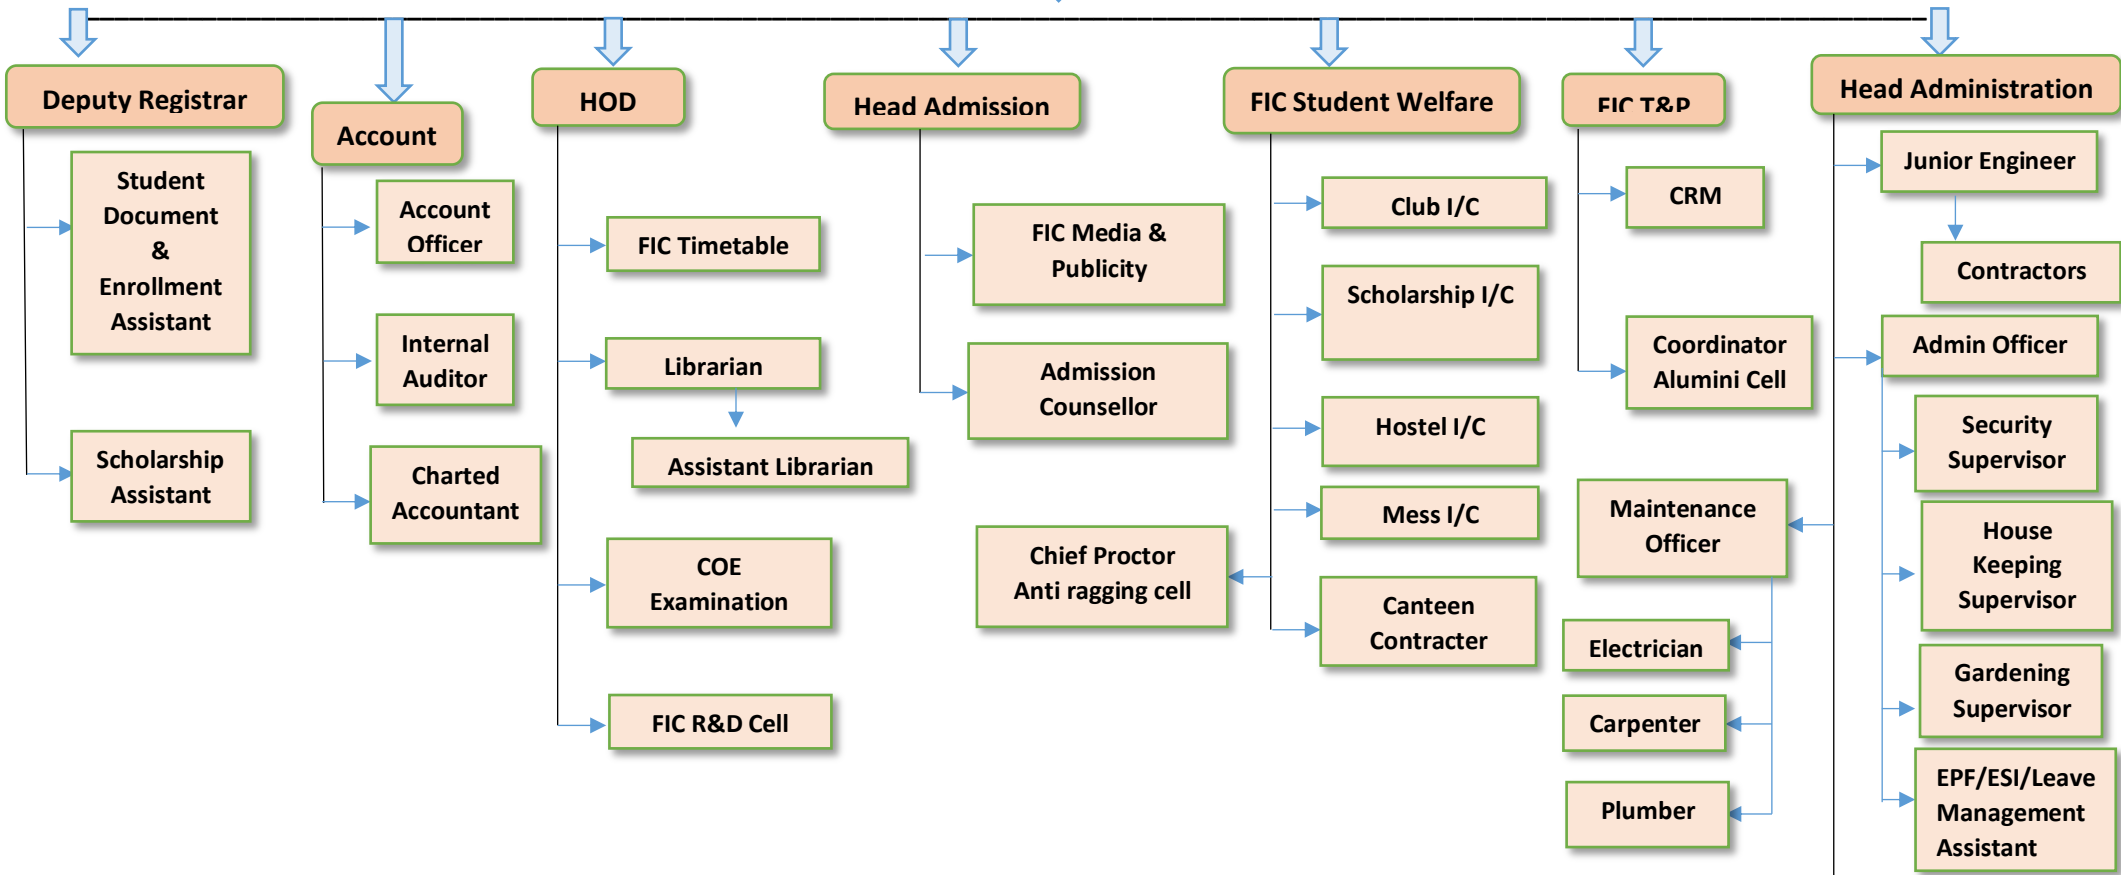 Deputy Registrar
Student
Document
&
Enrollment
Assistant
Scholarship
Assistant
Account
Account
Officer
Internal
Auditor
Charted
Accountant
HOD
FIC Timetable
Librarian
Assistant Librarian
COE
Examination
FIC R&D Cell
Head Admission
FIC Media &
Publicity
Admission
Counsellor
FIC Student Welfare
Club I/C
Scholarship I/C
Hostel I/C
Mess I/C
Chief Proctor
Anti ragging cell
Canteen
Contracter
FIC T&P
CRM
Coordinator
Alumini Cell
Head Administration
Junior Engineer
Contractors
Admin Officer
Security
Supervisor
House
Keeping
Supervisor
Gardening
Supervisor
EPF/ESI/Leave
Management
Assistant
Maintenance
Officer
Electrician
Carpenter
Plumber